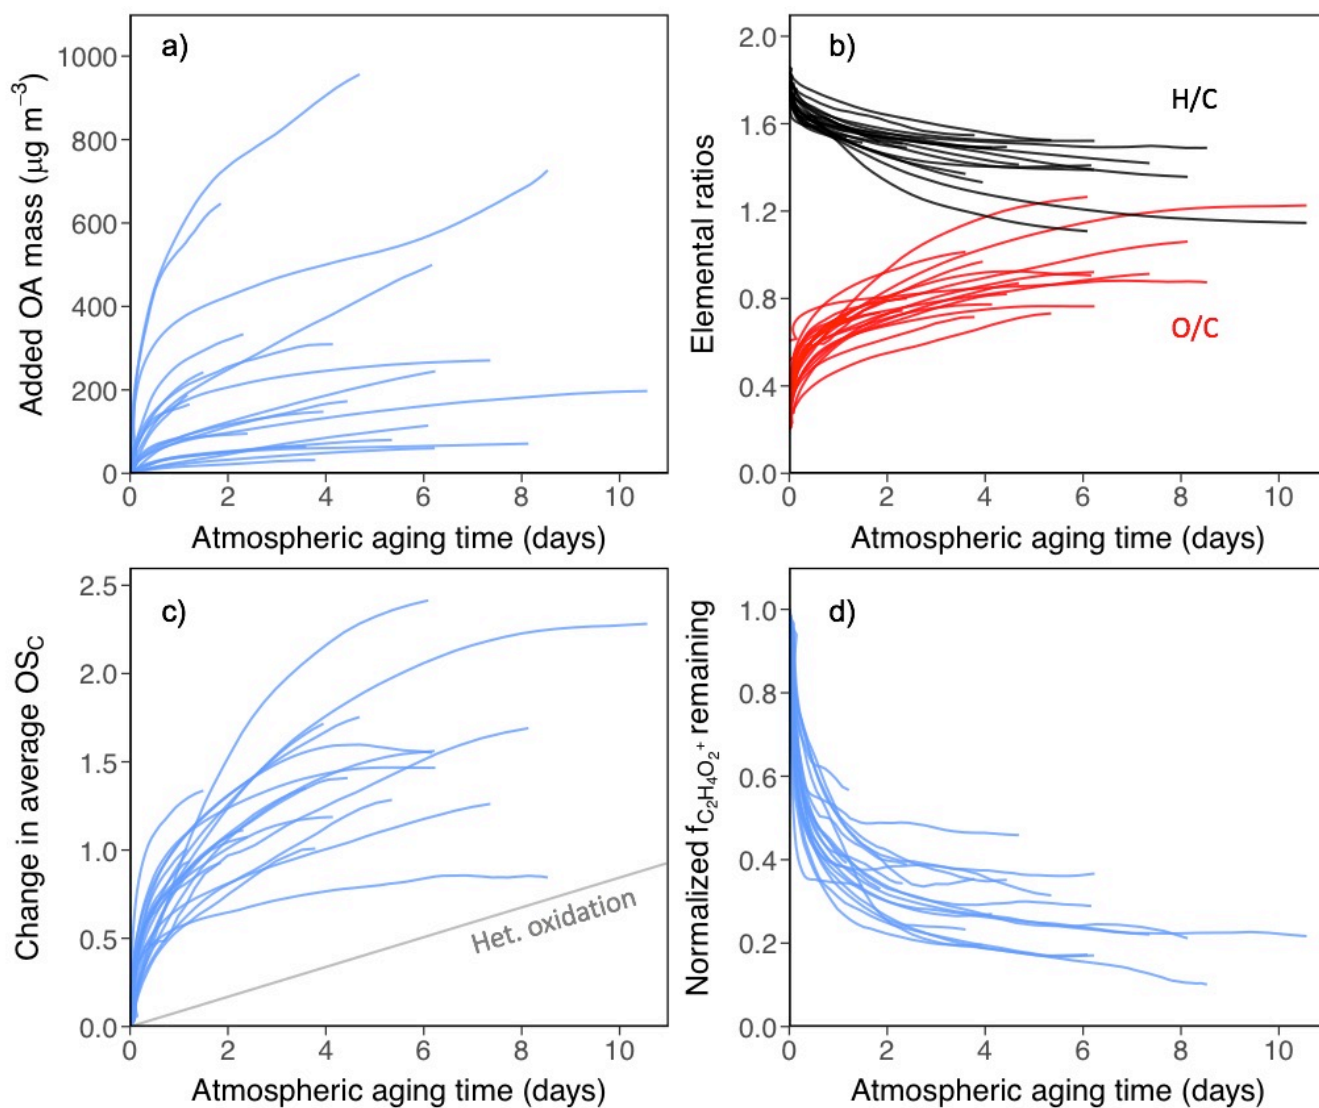 a)
Added OA mass (μg m⁻³)
1000
800
600
400
200
0
0 2 4 6 8 10
Atmospheric aging time (days)
b)
Elemental ratios
2.0
1.6
1.2
0.8
0.4
0.0
H/C
O/C
0 2 4 6 8 10
Atmospheric aging time (days)
c)
Change in average OS_C
2.5
2.0
1.5
1.0
0.5
0.0
Het. oxidation
0 2 4 6 8 10
Atmospheric aging time (days)
d)
Normalized f_C₂H₄O₂⁺ remaining
1.0
0.8
0.6
0.4
0.2
0.0
0 2 4 6 8 10
Atmospheric aging time (days)